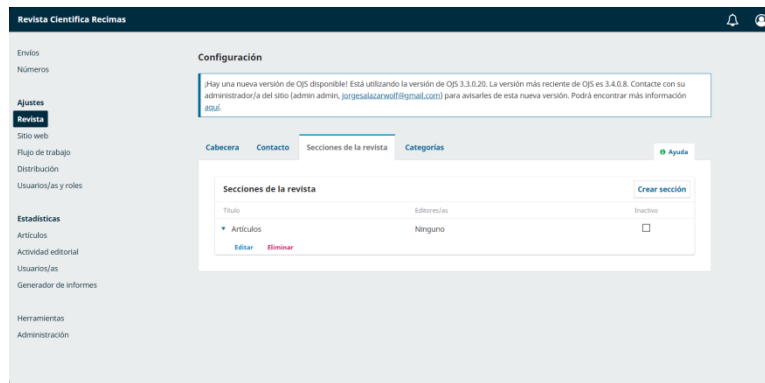 Revista Científica Recimas
Envíos
Números
Ajustes
Revista
Sitio web
Flujo de trabajo
Distribución
Usuarios/as y roles
Estadísticas
Artículos
Actividad editorial
Usuarios/as
Generador de informes
Herramientas
Administración
Configuración
¡Hay una nueva versión de OJS disponible! Está utilizando la versión de OJS 3.3.0.20. La versión más reciente de OJS es 3.4.0.8. Contacte con su
administrador/a del sitio (admin admin, jorgesalazarwolf@gmail.com) para avisarles de esta nueva versión. Podrá encontrar más información
aquí.
Cabecera Contacto Secciones de la revista Categorías
Ayuda
Secciones de la revista Crear sección
Título Editores/as Inactivo
Artículos Ninguno
Editar Eliminar